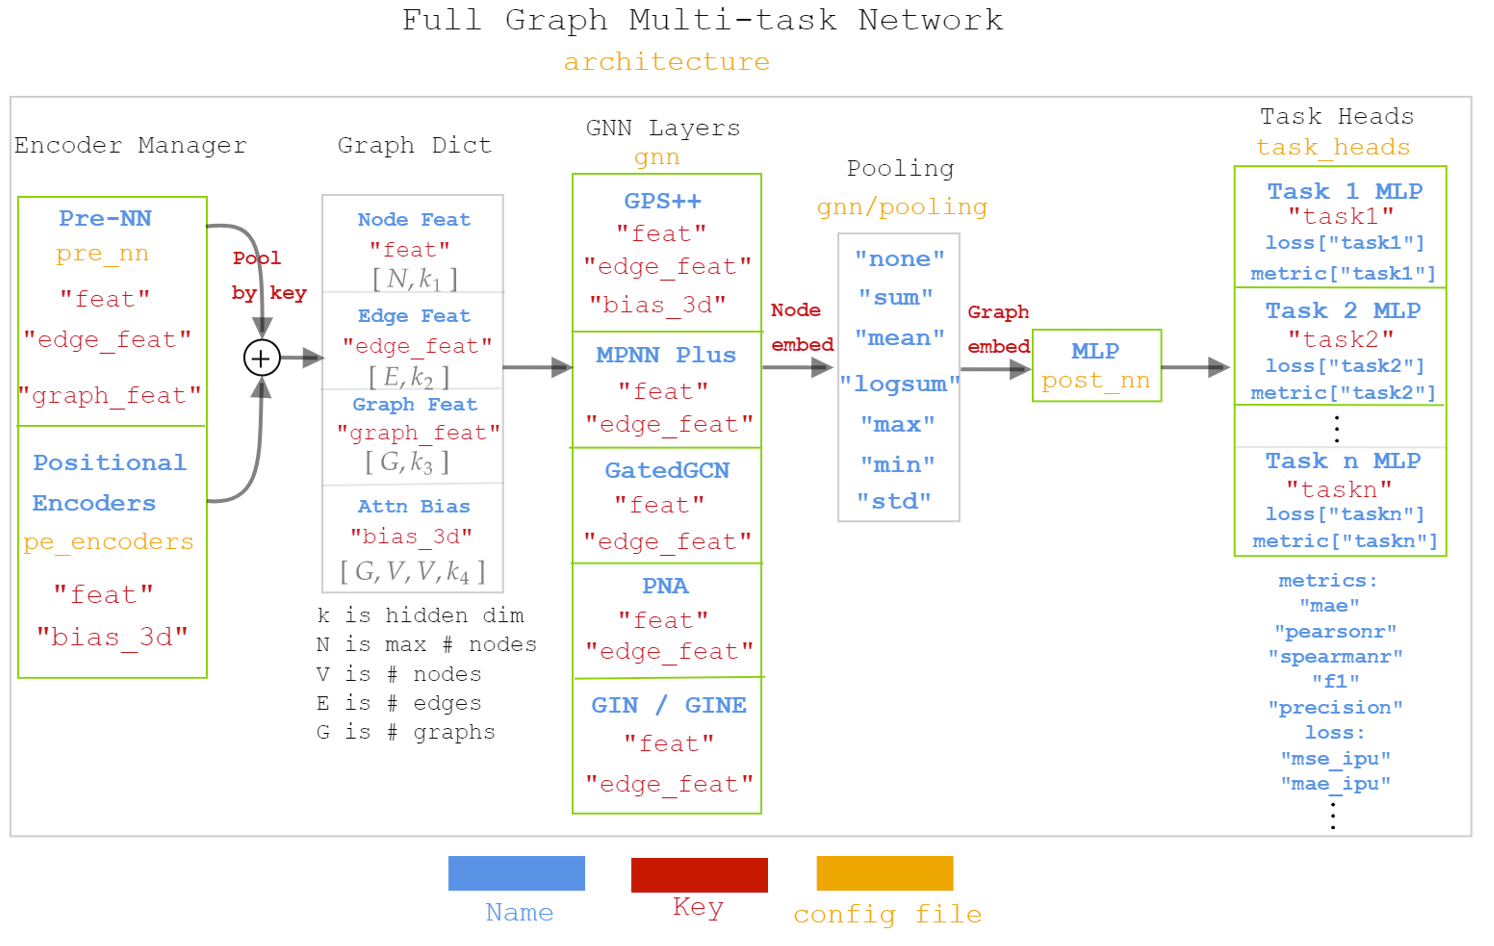 Full Graph Multi-task Network
architecture
Encoder Manager
Pre-NN
pre_nn
"feat"
"edge_feat"
"graph_feat"
Positional
Encoders
pe_encoders
"feat"
"bias_3d"
Pool
by key
+
Graph Dict
Node Feat
"feat"
[ N, k₁ ]
Edge Feat
"edge_feat"
[ E, k₂ ]
Graph Feat
"graph_feat"
[ G, k₃ ]
Attn Bias
"bias_3d"
[ G, V, V, k₄ ]
k is hidden dim
N is max # nodes
V is # nodes
E is # edges
G is # graphs
GNN Layers
gnn
GPS++
"feat"
"edge_feat"
"bias_3d"
MPNN Plus
"feat"
"edge_feat"
GatedGCN
"feat"
"edge_feat"
PNA
"feat"
"edge_feat"
GIN / GINE
"feat"
"edge_feat"
Node
embed
Pooling
gnn/pooling
"none"
"sum"
"mean"
"logsum"
"max"
"min"
"std"
Graph
embed
MLP
post_nn
Task Heads
task_heads
Task 1 MLP
"task1"
loss["task1"]
metric["task1"]
Task 2 MLP
"task2"
loss["task2"]
metric["task2"]
⋮
Task n MLP
"taskn"
loss["taskn"]
metric["taskn"]
metrics:
"mae"
"pearsonr"
"spearmanr"
"f1"
"precision"
loss:
"mse_ipu"
"mae_ipu"
⋮
Name
Key
config file